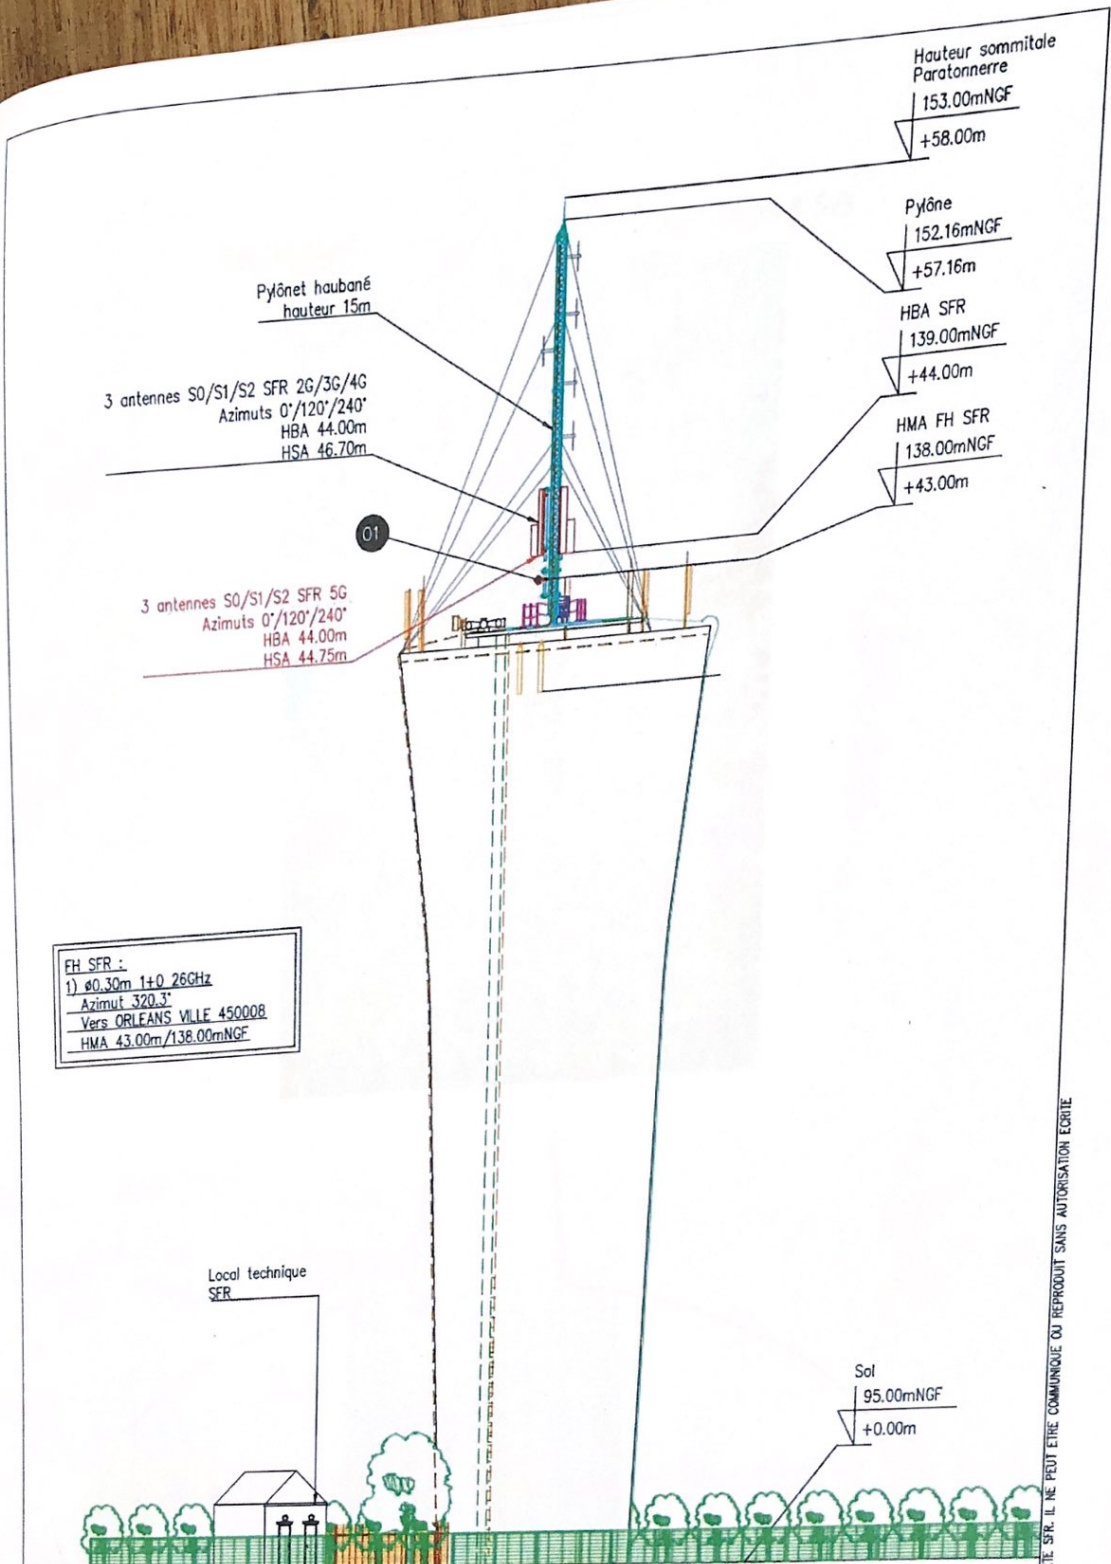 Hauteur sommitale
Paratonnerre
153.00mNGF
+58.00m
Pylône
152.16mNGF
+57.16m
HBA SFR
139.00mNGF
+44.00m
HMA FH SFR
138.00mNGF
+43.00m
Pylônet haubané
hauteur 15m
3 antennes S0/S1/S2 SFR 2G/3G/4G
Azimuts 0°/120°/240°
HBA 44.00m
HSA 46.70m
01
3 antennes S0/S1/S2 SFR 5G
Azimuts 0°/120°/240°
HBA 44.00m
HSA 44.75m
FH SFR :
1) ø0.30m 1+0 26GHz
Azimut 320.3°
Vers ORLEANS VILLE 450008
HMA 43.00m/138.00mNGF
Local technique
SFR
Sol
95.00mNGF
+0.00m
SFR. IL NE PEUT ETRE COMMUNIQUE OU REPRODUIT SANS AUTORISATION ECRITE